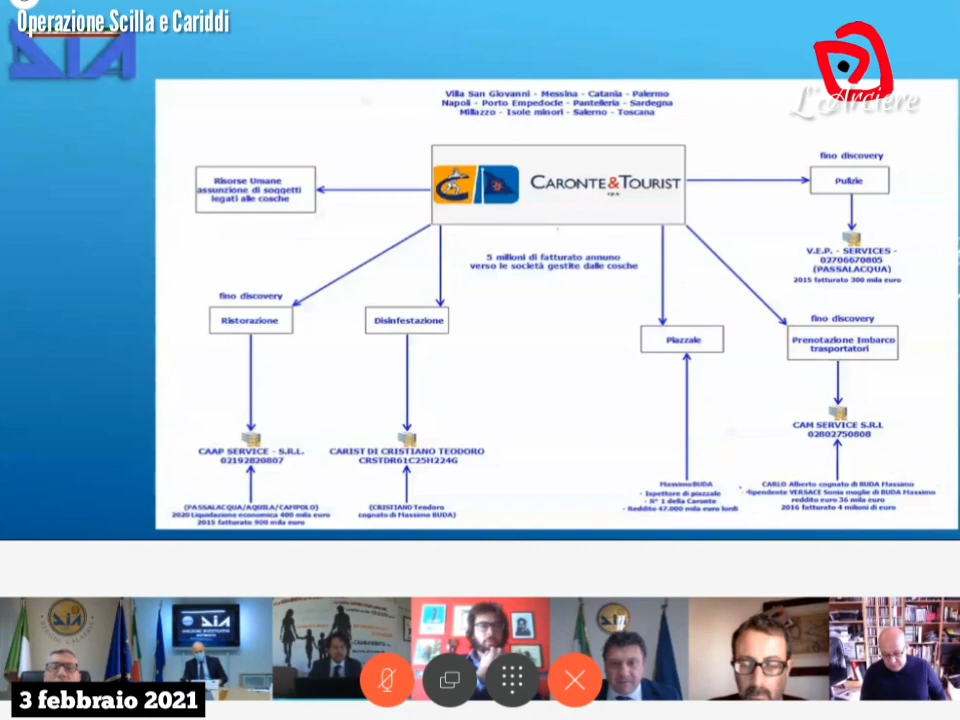 Operazione Scilla e Cariddi
DIA
L'Arciere
Villa San Giovanni - Messina - Catania - Palermo
Napoli - Porto Empedocle - Pantelleria - Sardegna
Milazzo - Isole minori - Salerno - Toscana
CARONTE&TOURIST
S.P.A.
Risorse Umane
assunzione di soggetti
legati alle cosche
fino discovery
Pulizie
V.E.P. - SERVICES -
02706670805
(PASSALACQUA)
2015 fatturato 300 mila euro
5 milioni di fatturato annuno
verso le società gestite dalle cosche
fino discovery
Ristorazione
Disinfestazione
Piazzale
fino discovery
Prenotazione Imbarco
trasportatori
CAAP SERVICE - S.R.L.
02192820807
CARIST DI CRISTIANO TEODORO
CRSTDR61C25H224G
CAM SERVICE S.R.L
02802750808
(PASSALACQUA/AQUILA/CAMPOLO)
2020 Liquadazione economica 400 mila euro
2015 fatturato 900 mila euro
(CRISTIANO Teodoro
cognato di Massimo BUDA)
Massimo BUDA
- Ispettore di piazzale
- N° 1 della Caronte
- Reddito 47.000 mila euro lordi
CARLO Alberto cognato di BUDA Massimo
- dipendente VERSACE Sonia moglie di BUDA Massimo
reddito euro 36 mila euro
2016 fatturato 4 milioni di euro
DIA
DIA
DIA
3 febbraio 2021